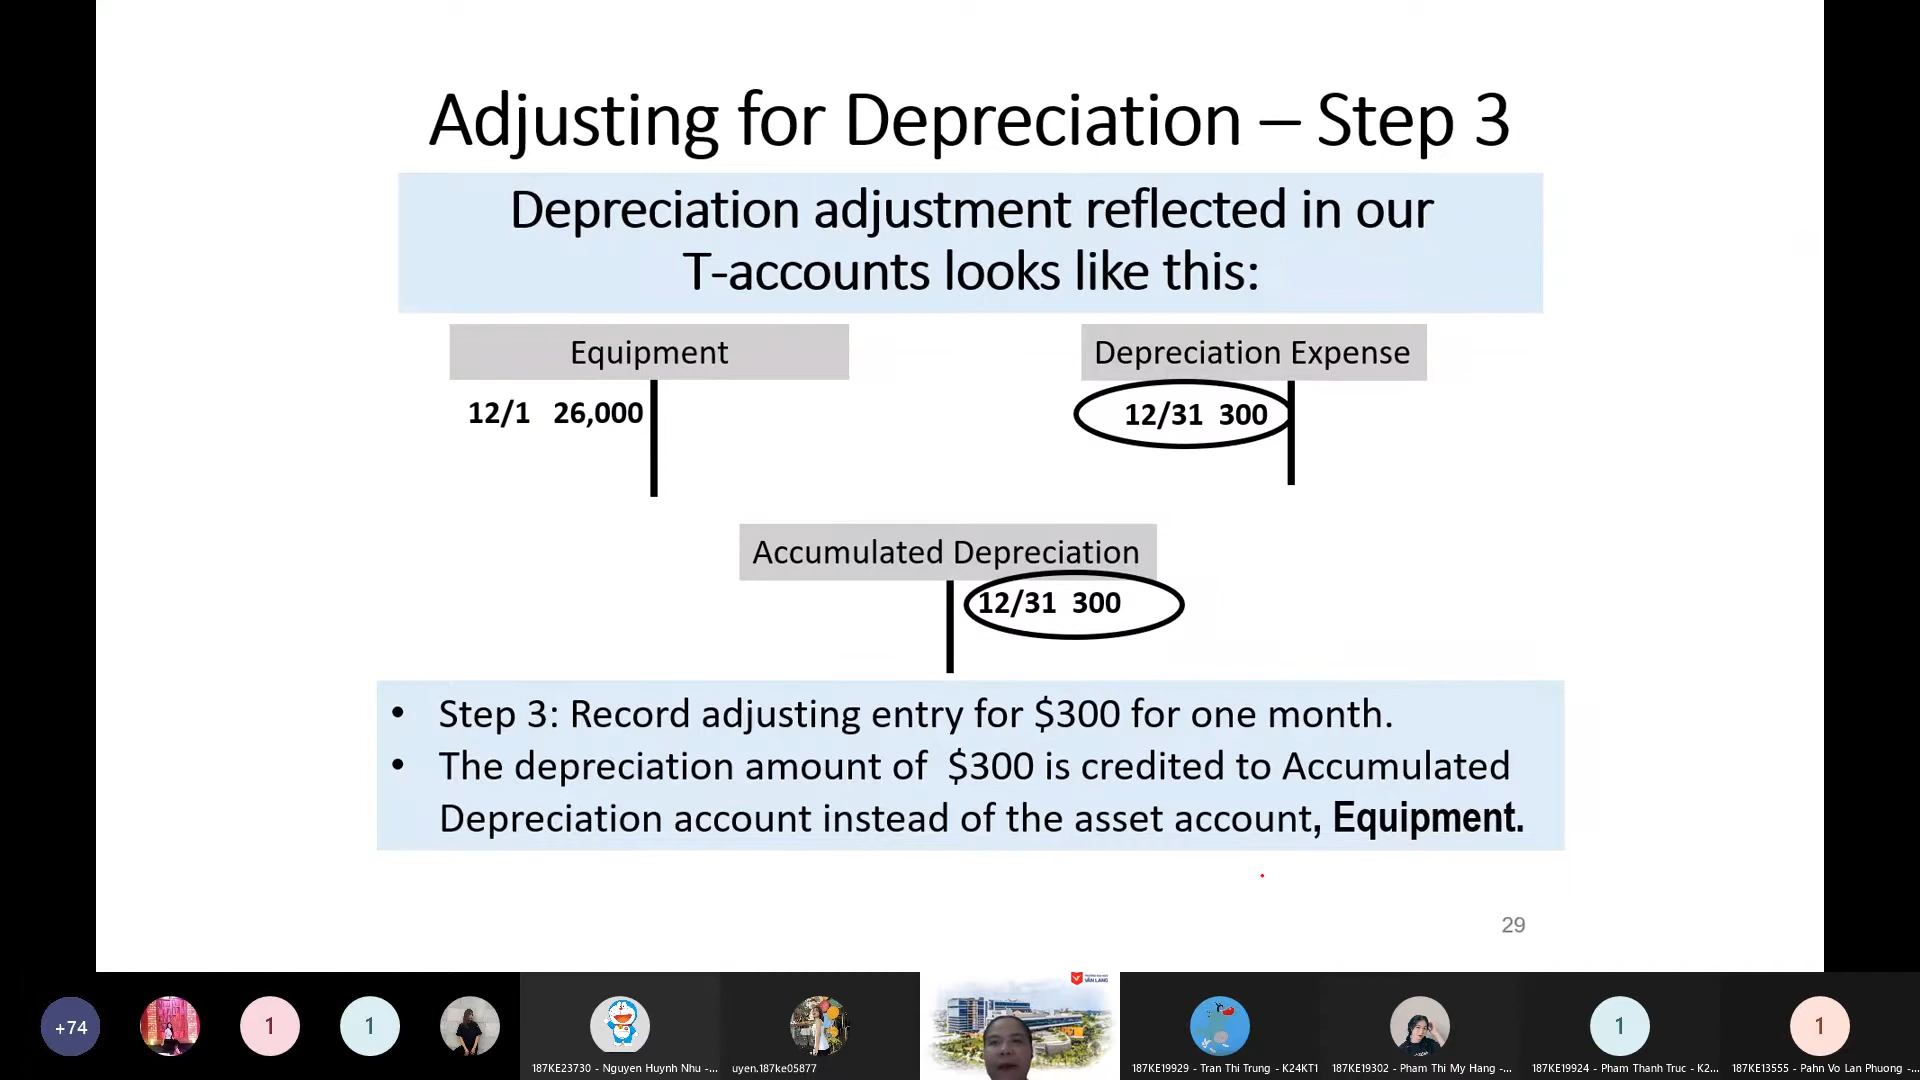 Adjusting for Depreciation – Step 3
Depreciation adjustment reflected in our
T-accounts looks like this:
Equipment
Depreciation Expense
12/1 26,000
12/31 300
Accumulated Depreciation
12/31 300
• Step 3: Record adjusting entry for $300 for one month.
• The depreciation amount of $300 is credited to Accumulated
Depreciation account instead of the asset account, Equipment.
29
+74
1
1
VĂN LANG
1
1
187KE23730 - Nguyen Huynh Nhu -...
uyen.187ke05877
187KE19929 - Tran Thi Trung - K24KT1
187KE19302 - Pham Thi My Hang -...
187KE19924 - Pham Thanh Truc - K2...
187KE13555 - Pahn Vo Lan Phuong -...